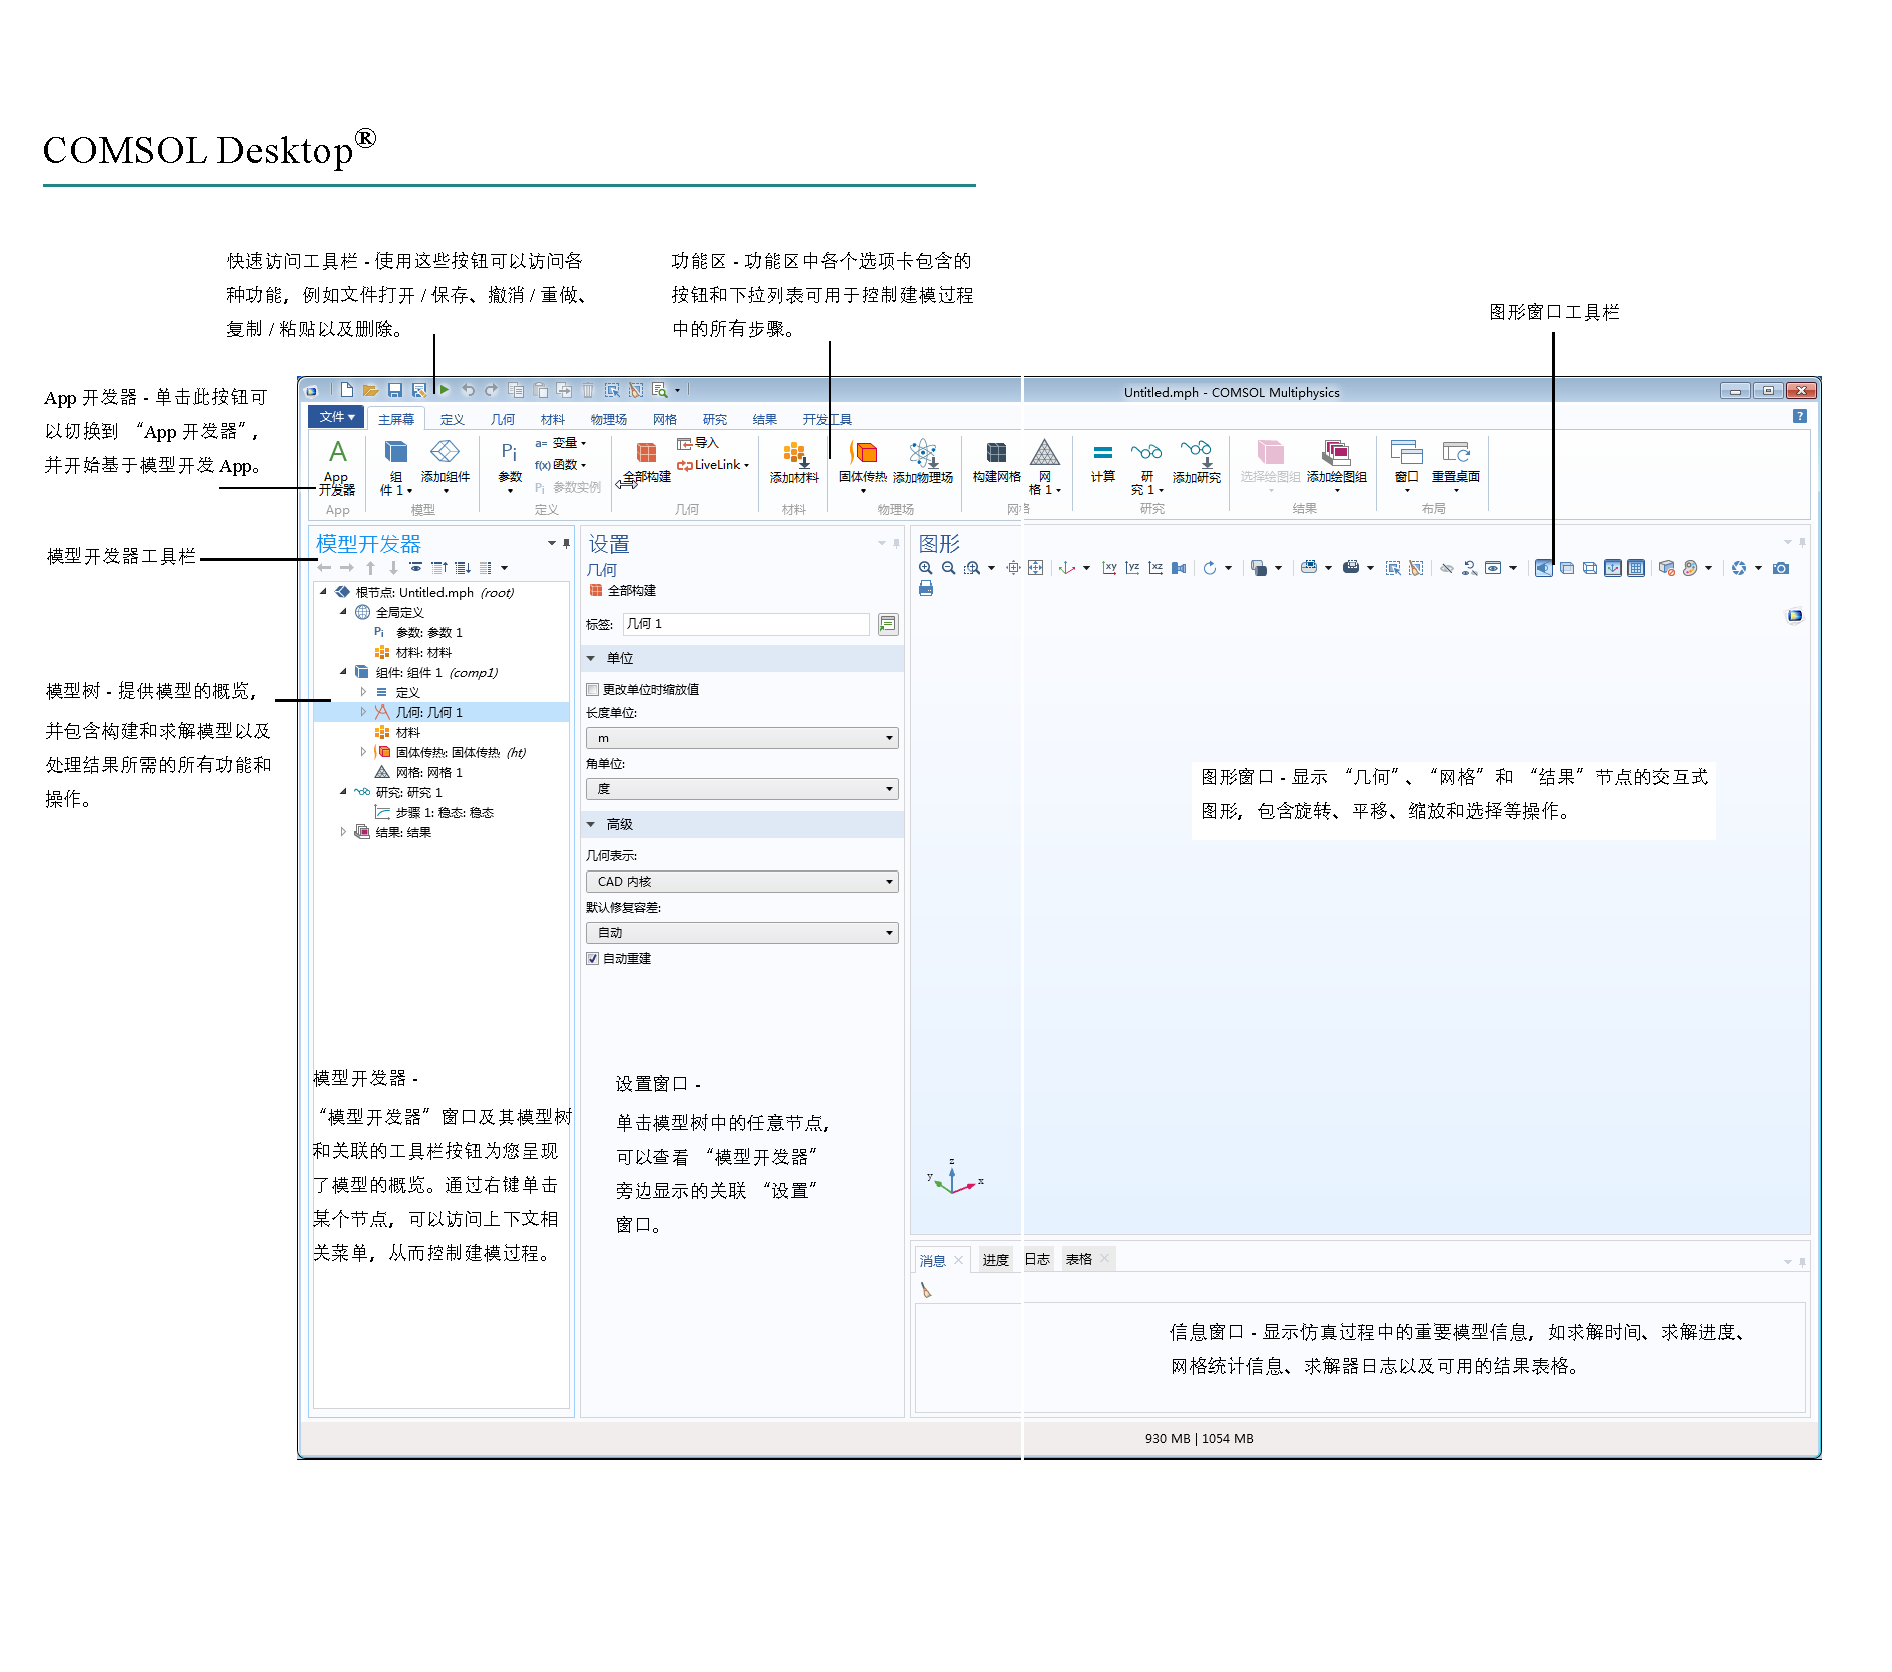 COMSOL Desktop®
快速访问工具栏 - 使用这些按钮可以访问各
种功能，例如文件打开 / 保存、撤消 / 重做、
复制 / 粘贴以及删除。
功能区 - 功能区中各个选项卡包含的
按钮和下拉列表可用于控制建模过程
中的所有步骤。
图形窗口工具栏
App 开发器 - 单击此按钮可
以切换到 “App 开发器”，
并开始基于模型开发 App。
模型开发器工具栏
模型树 - 提供模型的概览，
并包含构建和求解模型以及
处理结果所需的所有功能和
操作。
Untitled.mph - COMSOL Multiphysics
文件 主屏幕 定义 几何 材料 物理场 网格 研究 结果 开发工具
App 开发器
App
组件 1
添加组件
模型
Pi
参数
a= 变量
f(x) 函数
Pi 参数实例
定义
全部构建
导入
LiveLink
几何
添加材料
材料
固体传热
添加物理场
物理场
构建网格
网格 1
网格
计算
研究 1
添加研究
研究
选择绘图组
添加绘图组
结果
窗口
重置桌面
布局
模型开发器
根节点: Untitled.mph (root)
全局定义
Pi 参数: 参数 1
材料: 材料
组件: 组件 1 (comp1)
定义
几何: 几何 1
材料
固体传热: 固体传热 (ht)
网格: 网格 1
研究: 研究 1
步骤 1: 稳态: 稳态
结果: 结果
模型开发器 -
“模型开发器” 窗口及其模型树
和关联的工具栏按钮为您呈现
了模型的概览。通过右键单击
某个节点，可以访问上下文相
关菜单，从而控制建模过程。
设置
几何
全部构建
标签: 几何 1
单位
更改单位时缩放值
长度单位:
m
角单位:
度
高级
几何表示:
CAD 内核
默认修复容差:
自动
自动重建
设置窗口 -
单击模型树中的任意节点，
可以查看 “模型开发器”
旁边显示的关联 “设置”
窗口。
图形
xy yz xz
图形窗口 - 显示 “几何”、“网格” 和 “结果” 节点的交互式
图形，包含旋转、平移、缩放和选择等操作。
z
y x
消息 进度 日志 表格
信息窗口 - 显示仿真过程中的重要模型信息，如求解时间、求解进度、
网格统计信息、求解器日志以及可用的结果表格。
930 MB | 1054 MB